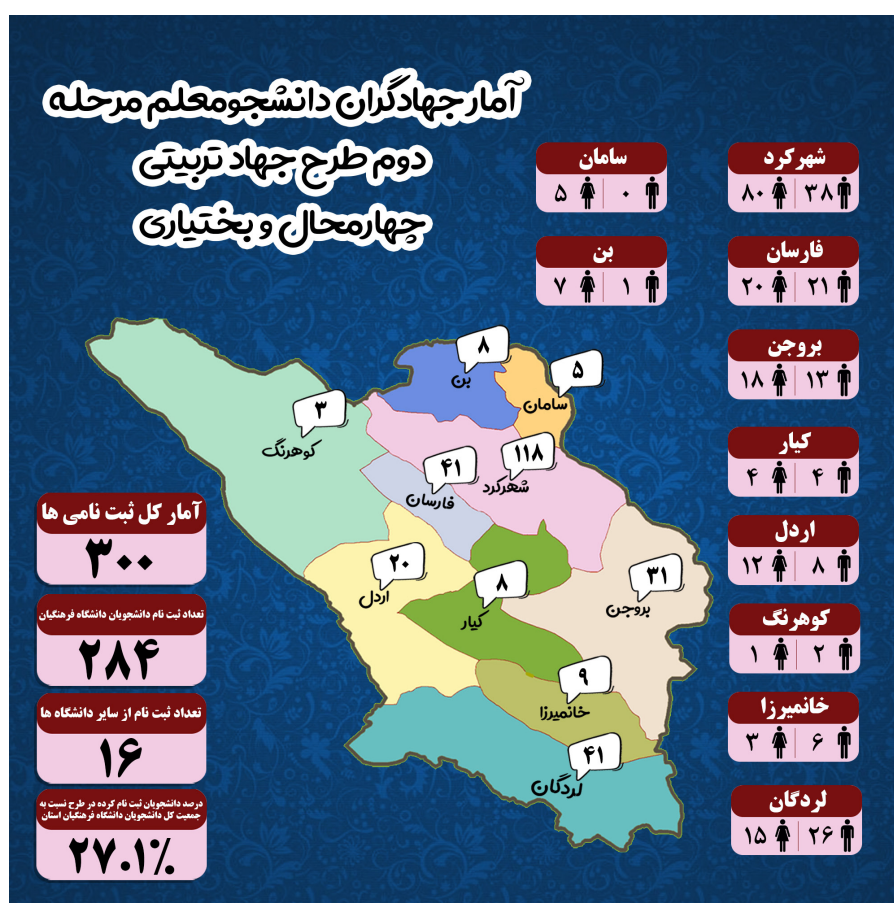 آمار جهادگران دانشجومعلم مرحله
دوم طرح جهاد تربیتی
چهارمحال و بختیاری
شهرکرد
۳۸ ۸۰
سامان
۰ ۵
فارسان
۲۱ ۲۰
بن
۱ ۷
بروجن
۱۳ ۱۸
کیار
۴ ۴
اردل
۸ ۱۲
کوهرنگ
۲ ۱
خانمیرزا
۶ ۳
لردگان
۲۶ ۱۵
۸
بن
۵
سامان
۳
کوهرنگ
۱۱۸
شهرکرد
۴۱
فارسان
۲۰
اردل
۸
کیار
۳۱
بروجن
۹
خانمیرزا
۴۱
لردگان
آمار کل ثبت نامی ها
۳۰۰
تعداد ثبت نام دانشجویان دانشگاه فرهنگیان
۲۸۴
تعداد ثبت نام از سایر دانشگاه ها
۱۶
درصد دانشجویان ثبت نام کرده در طرح نسبت به
جمعیت کل دانشجویان دانشگاه فرهنگیان استان
۲۷.۱%